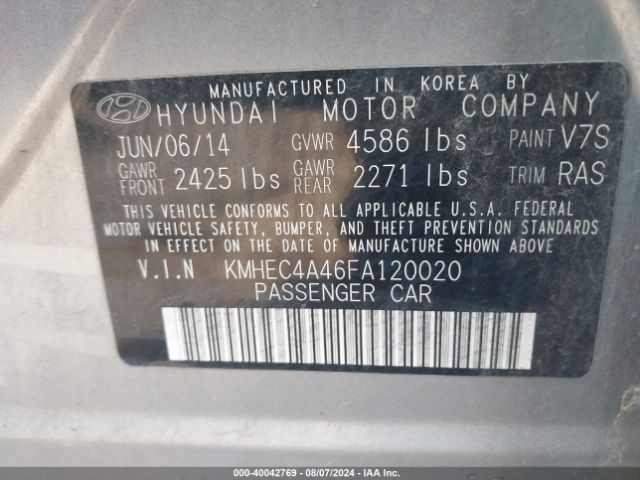 MANUFACTURED IN KOREA BY
HYUNDAI MOTOR COMPANY
JUN/06/14 GVWR 4586 lbs PAINT V7S
GAWR FRONT 2425 lbs GAWR REAR 2271 lbs TRIM RAS
THIS VEHICLE CONFORMS TO ALL APPLICABLE U.S.A. FEDERAL
MOTOR VEHICLE SAFETY, BUMPER, AND THEFT PREVENTION STANDARDS
IN EFFECT ON THE DATE OF MANUFACTURE SHOWN ABOVE
V.I.N KMHEC4A46FA120020
PASSENGER CAR
000-40042769 - 08/07/2024 - IAAI.COM